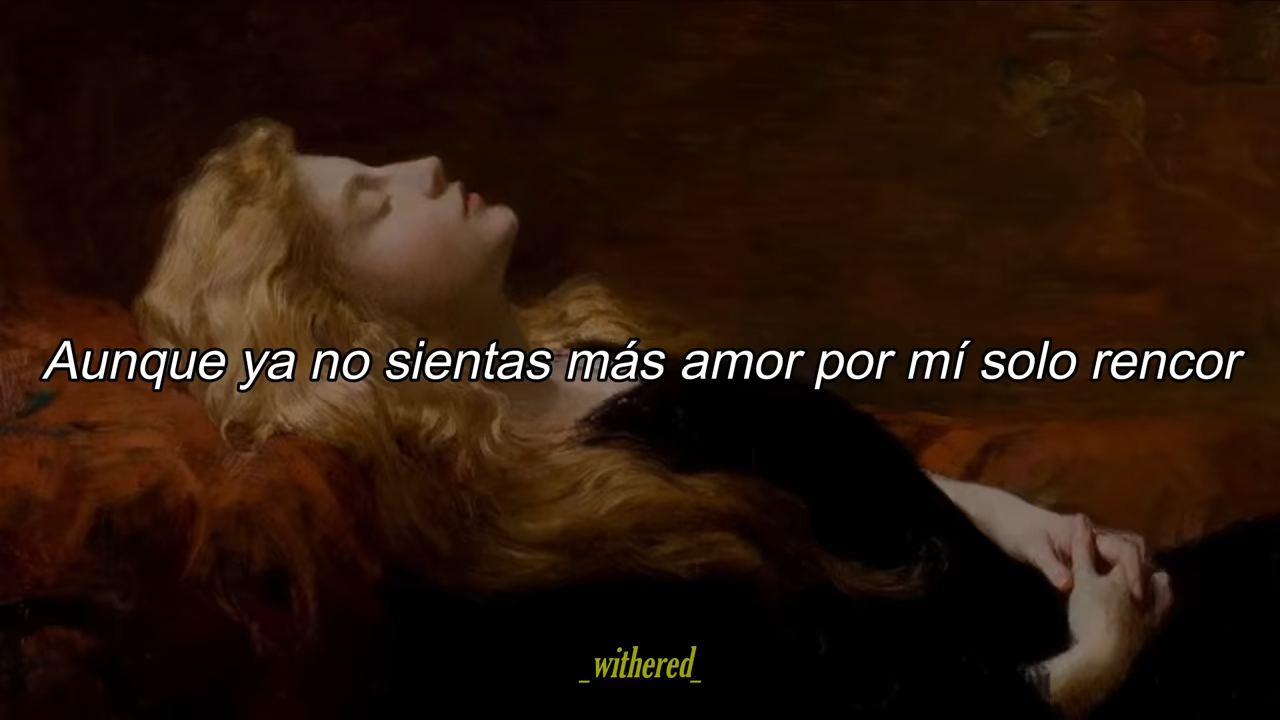 Aunque ya no sientas más amor por mí solo rencor
_withered_